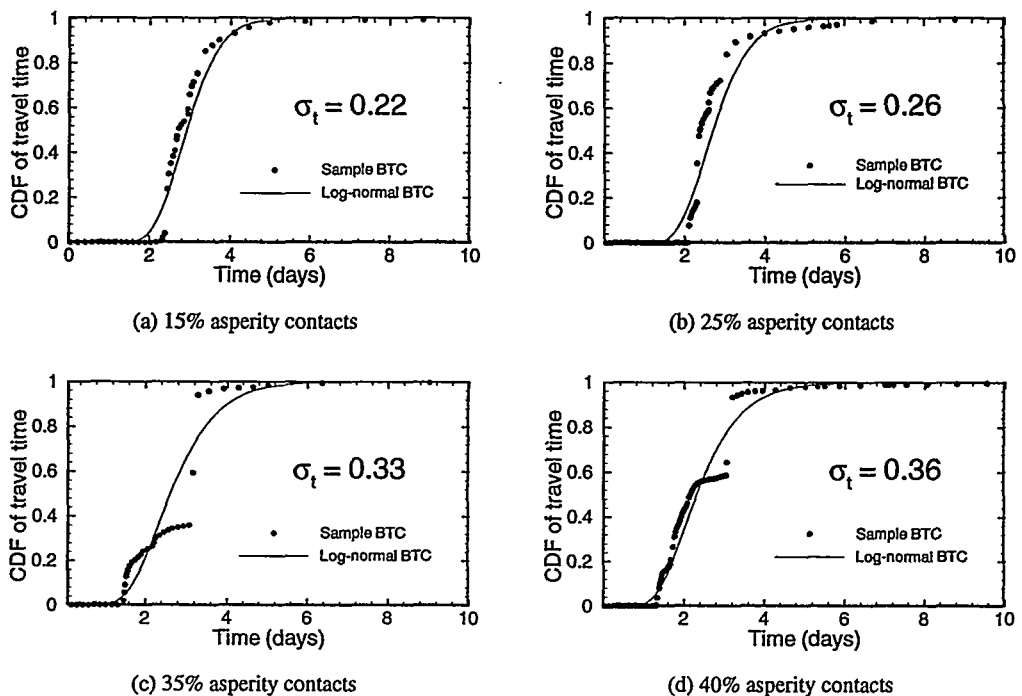 1
0.8
0.6
0.4
0.2
0
CDF of travel time
σt = 0.22
Sample BTC
Log-normal BTC
0 2 4 6 8 10
Time (days)
(a) 15% asperity contacts
1
0.8
0.6
0.4
0.2
0
CDF of travel time
σt = 0.26
Sample BTC
Log-normal BTC
0 2 4 6 8 10
Time (days)
(b) 25% asperity contacts
1
0.8
0.6
0.4
0.2
0
CDF of travel time
σt = 0.33
Sample BTC
Log-normal BTC
0 2 4 6 8 10
Time (days)
(c) 35% asperity contacts
1
0.8
0.6
0.4
0.2
0
CDF of travel time
σt = 0.36
Sample BTC
Log-normal BTC
0 2 4 6 8 10
Time (days)
(d) 40% asperity contacts